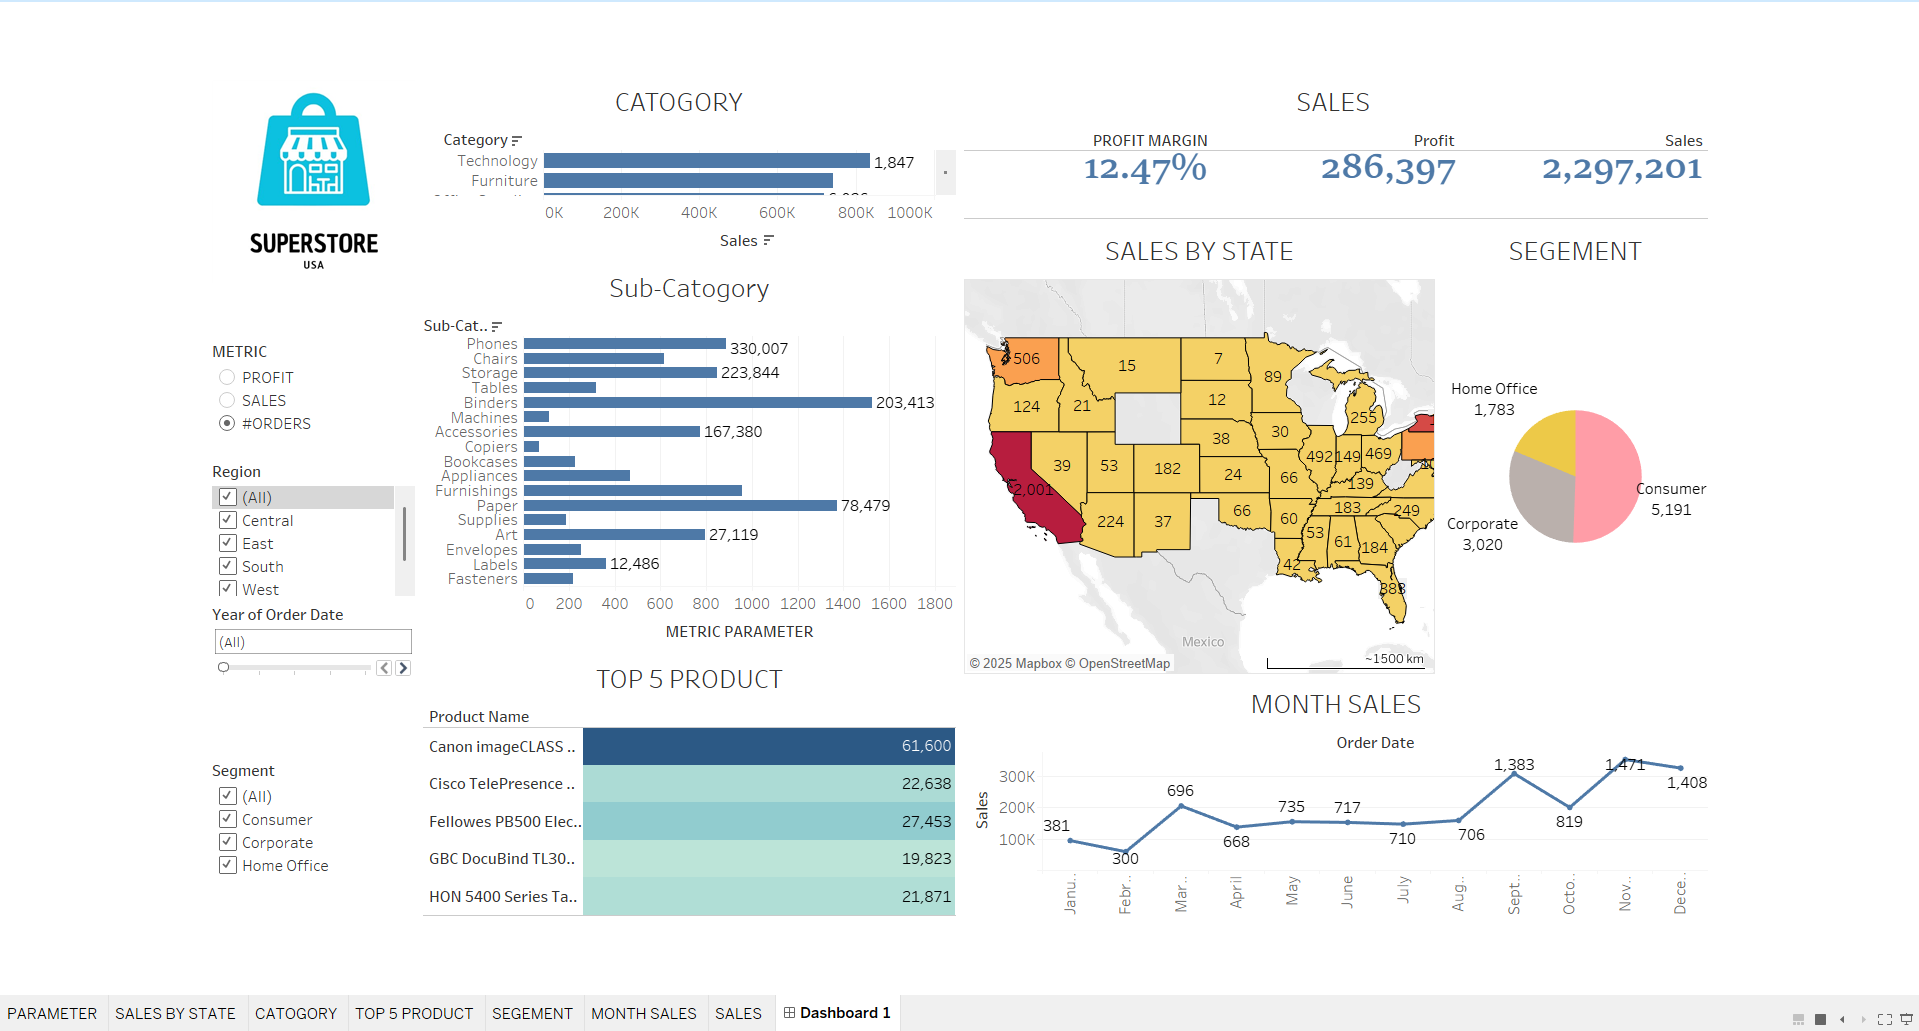 SUPERSTORE
USA
METRIC
PROFIT
SALES
#ORDERS
Region
(All)
Central
East
South
West
Year of Order Date
(All)
Segment
(All)
Consumer
Corporate
Home Office
CATOGORY
Category
Technology 1,847
Furniture
0K 200K 400K 600K 800K 1000K
Sales
Sub-Catogory
Sub-Cat..
Phones 330,007
Chairs
Storage 223,844
Tables
Binders 203,413
Machines
Accessories 167,380
Copiers
Bookcases
Appliances
Furnishings
Paper 78,479
Supplies
Art 27,119
Envelopes
Labels 12,486
Fasteners
0 200 400 600 800 1000 1200 1400 1600 1800
METRIC PARAMETER
TOP 5 PRODUCT
Product Name
Canon imageCLASS .. 61,600
Cisco TelePresence .. 22,638
Fellowes PB500 Elec.. 27,453
GBC DocuBind TL30.. 19,823
HON 5400 Series Ta.. 21,871
SALES
PROFIT MARGIN Profit Sales
12.47% 286,397 2,297,201
SALES BY STATE
506 15 7 89
124 21 12 255
38 30
39 53 182 492 149 469
24 66 139
2,001
183 249
224 37 66 60 53 61 184
42
383
Mexico
© 2025 Mapbox © OpenStreetMap
~1500 km
SEGEMENT
Home Office
1,783
Consumer
5,191
Corporate
3,020
MONTH SALES
Order Date
Sales
300K
200K
100K
381 300 696 668 735 717 710 706 1,383 819 1,471 1,408
Janu.. Febr.. Mar.. April May June July Aug.. Sept.. Octo.. Nov.. Dece..
PARAMETER SALES BY STATE CATOGORY TOP 5 PRODUCT SEGEMENT MONTH SALES SALES Dashboard 1